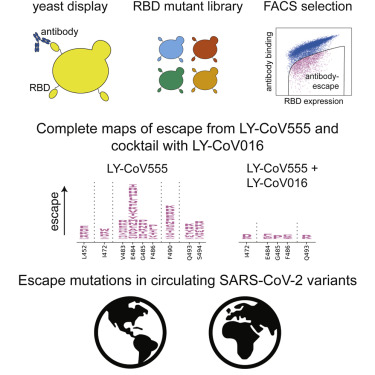 yeast display
RBD mutant library
FACS selection
antibody
RBD
antibody binding
antibody-
escape
RBD expression
Complete maps of escape from LY-CoV555 and
cocktail with LY-CoV016
LY-CoV555
LY-CoV555 +
LY-CoV016
escape
L452
I472
V483
E484
G485
F486
F490
Q493
S494
I472
E484
G485
F486
Q493
Escape mutations in circulating SARS-CoV-2 variants